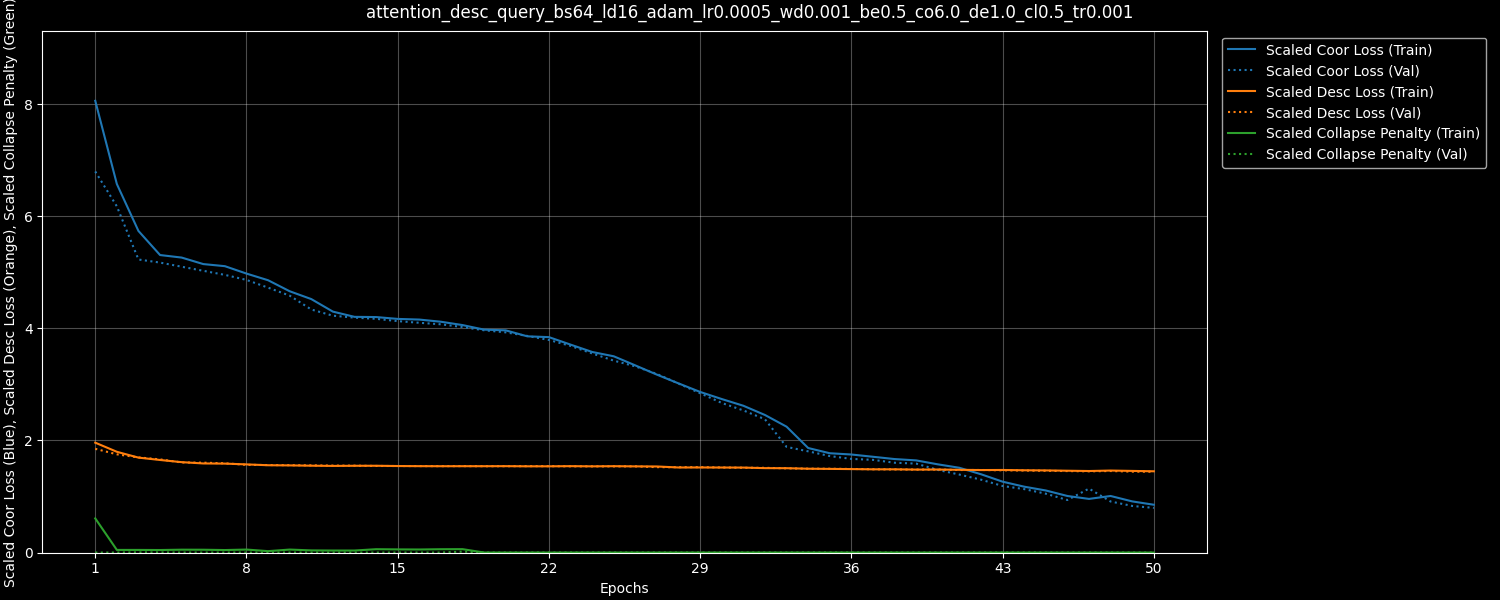 attention_desc_query_bs64_ld16_adam_lr0.0005_wd0.001_be0.5_co6.0_de1.0_cl0.5_tr0.001
Scaled Coor Loss (Blue), Scaled Desc Loss (Orange), Scaled Collapse Penalty (Green)
8
6
4
2
0
1
8
15
22
29
36
43
50
Epochs
Scaled Coor Loss (Train)
Scaled Coor Loss (Val)
Scaled Desc Loss (Train)
Scaled Desc Loss (Val)
Scaled Collapse Penalty (Train)
Scaled Collapse Penalty (Val)